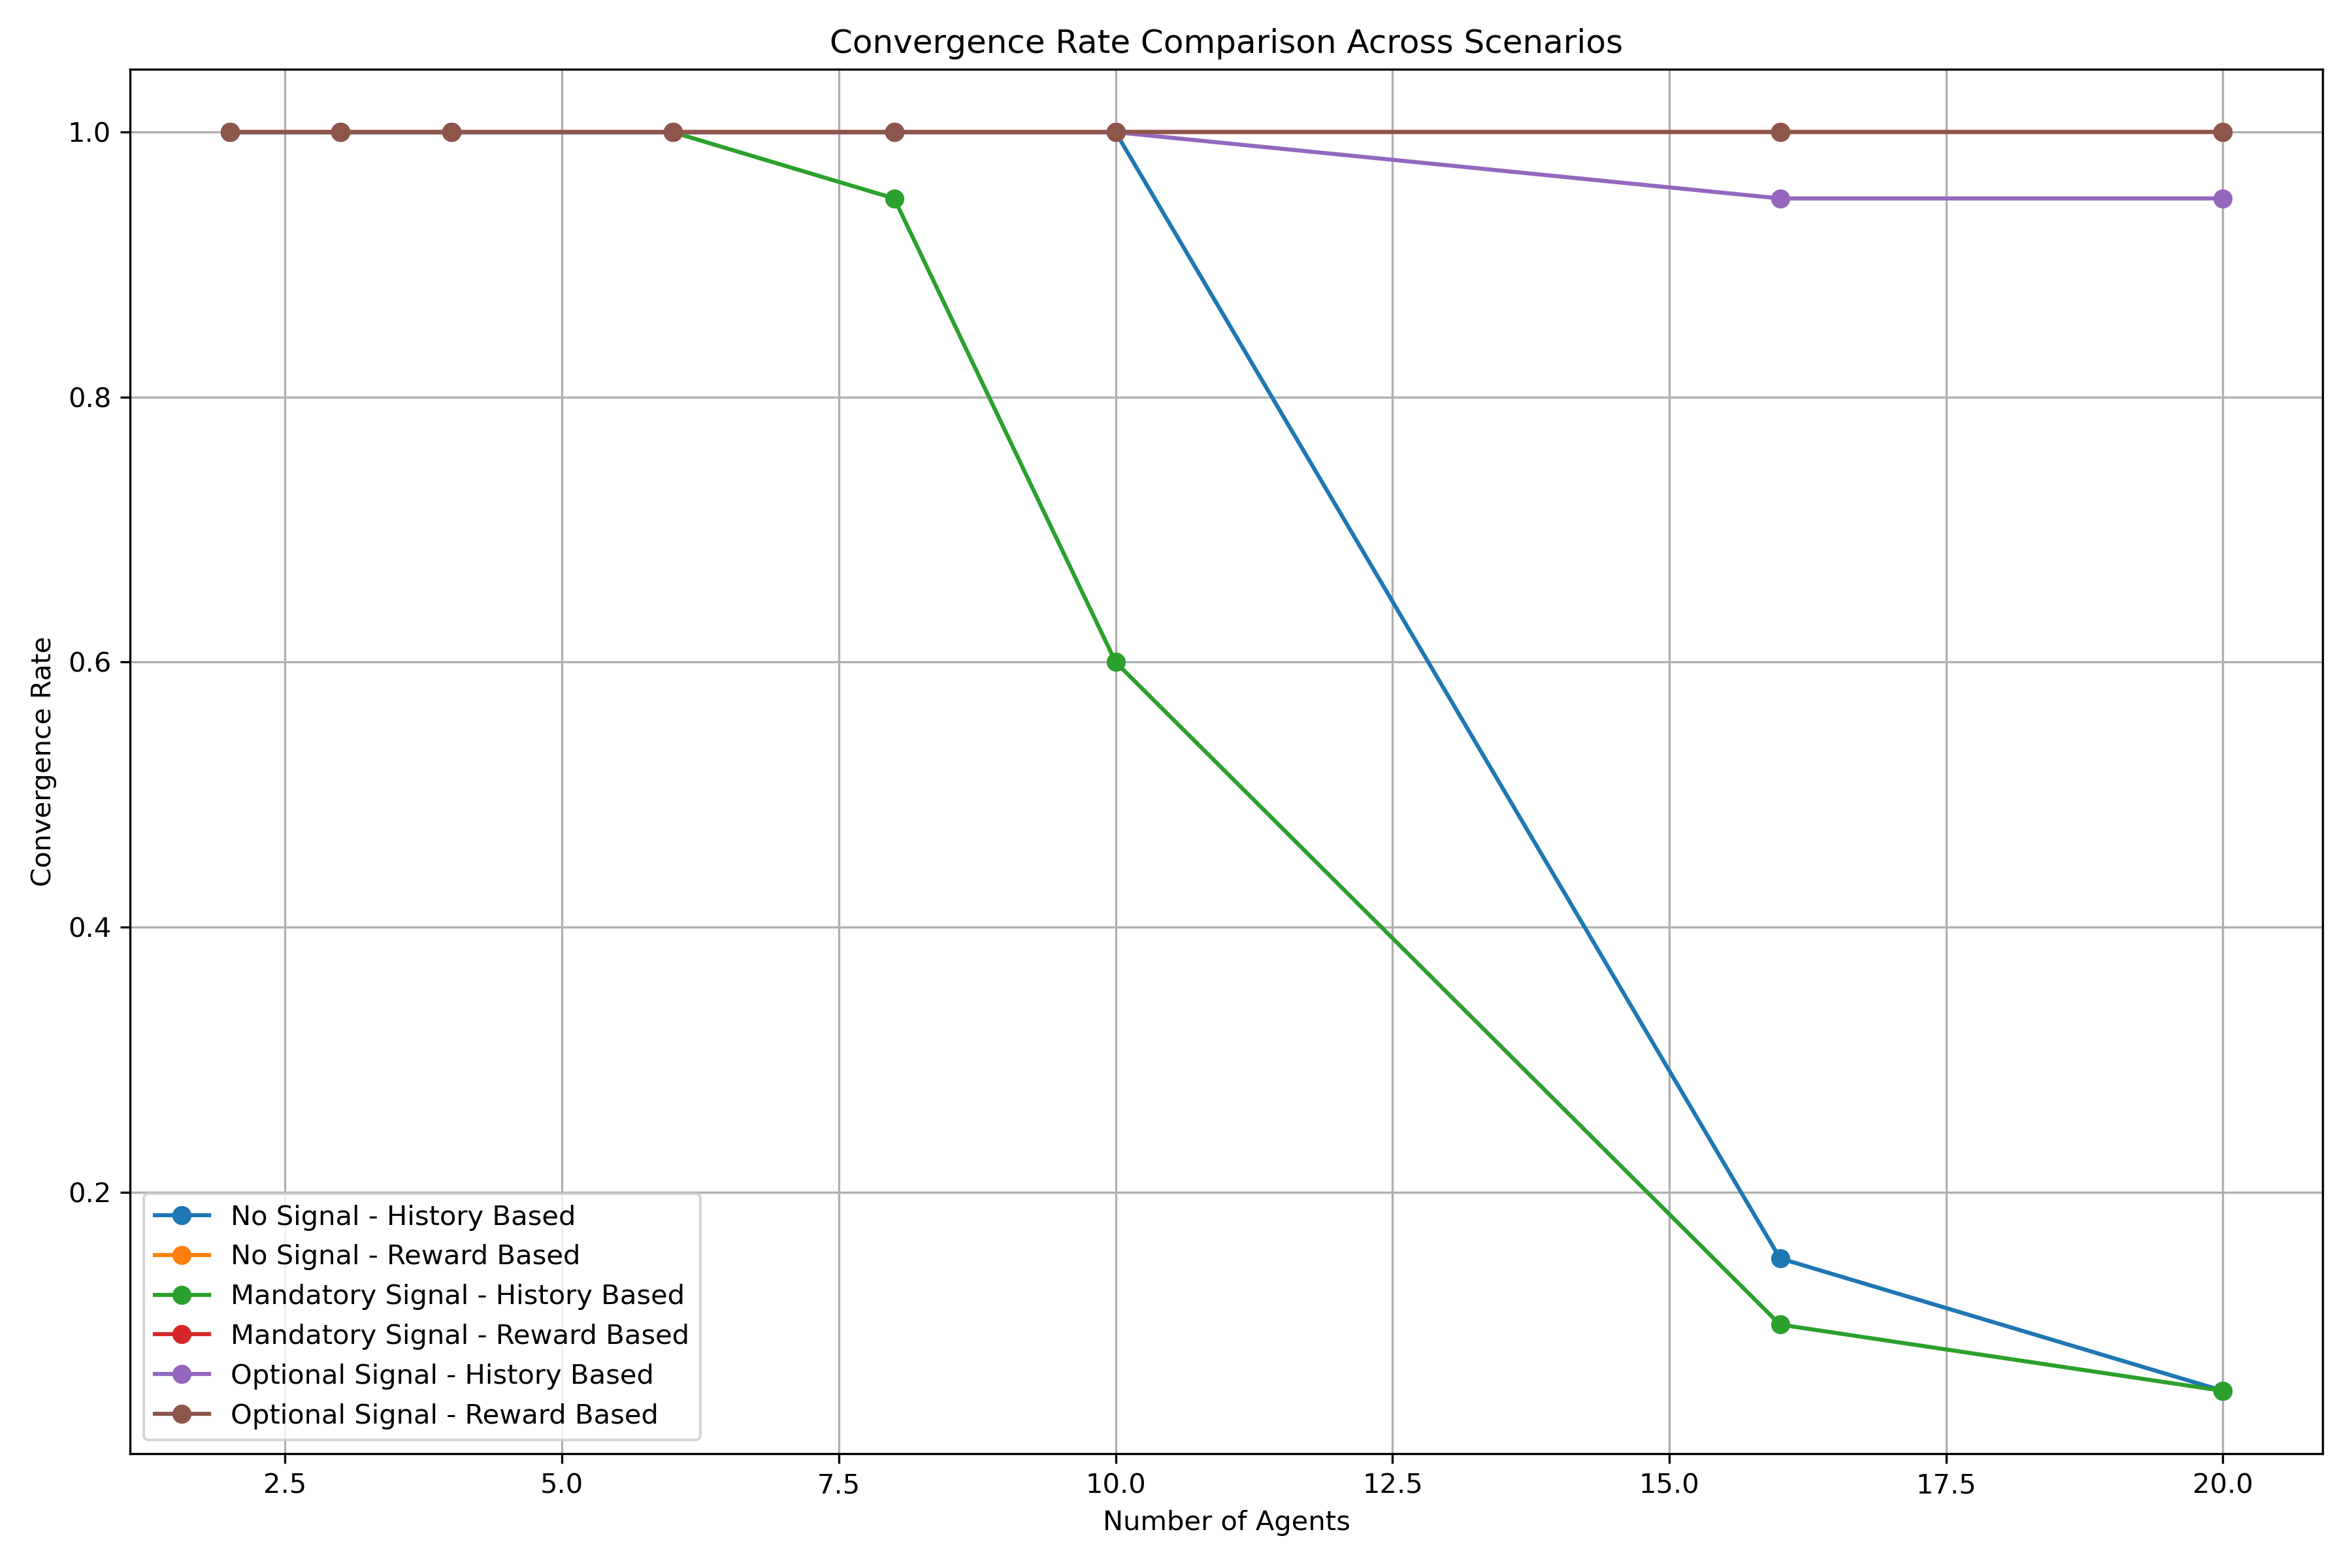 Convergence Rate Comparison Across Scenarios
Convergence Rate
1.0
0.8
0.6
0.4
0.2
No Signal - History Based
No Signal - Reward Based
Mandatory Signal - History Based
Mandatory Signal - Reward Based
Optional Signal - History Based
Optional Signal - Reward Based
2.5 5.0 7.5 10.0 12.5 15.0 17.5 20.0
Number of Agents